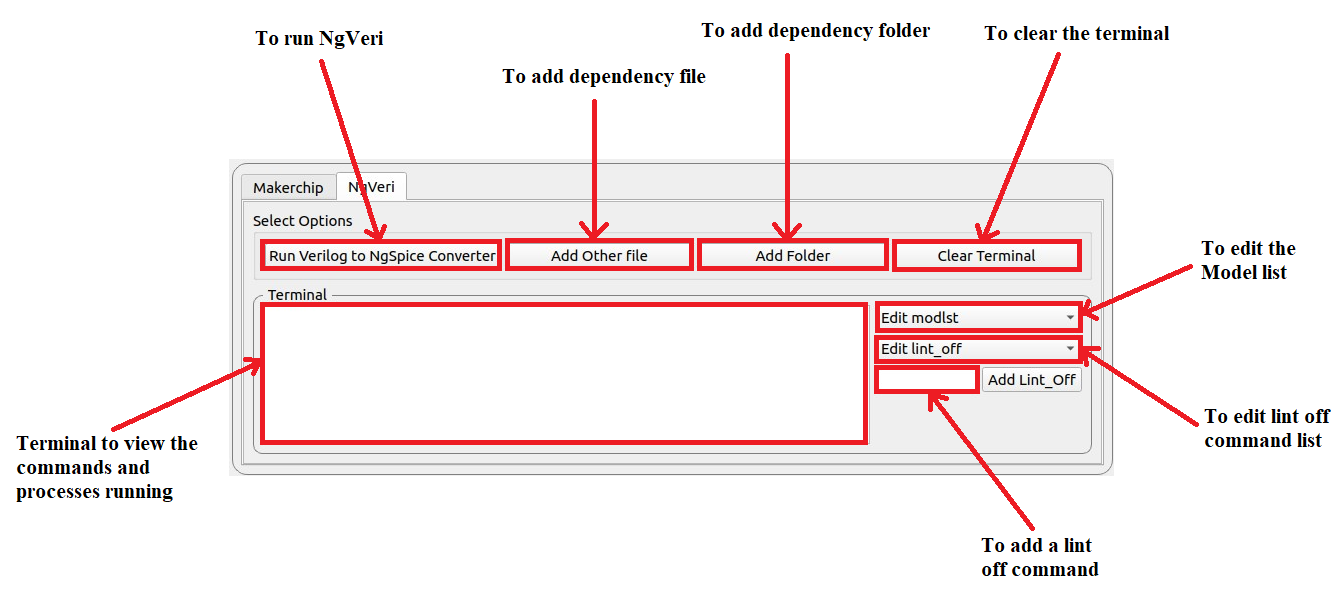 To run NgVeri
To add dependency folder
To clear the terminal
To add dependency file
Makerchip
NgVeri
Select Options
Run Verilog to NgSpice Converter
Add Other file
Add Folder
Clear Terminal
To edit the
Model list
Terminal
Edit modlst
Edit lint_off
Add Lint_Off
To edit lint off
command list
Terminal to view the
commands and
processes running
To add a lint
off command